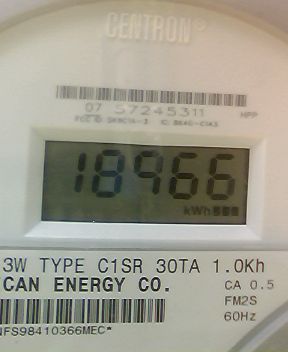 CENTRON®
07 57245311 HPP
18966
kWh
3W TYPE C1SR 30TA 1.0Kh
CAN ENERGY CO. CA 0.5
FM2S
60Hz
NFS98410366MEC*